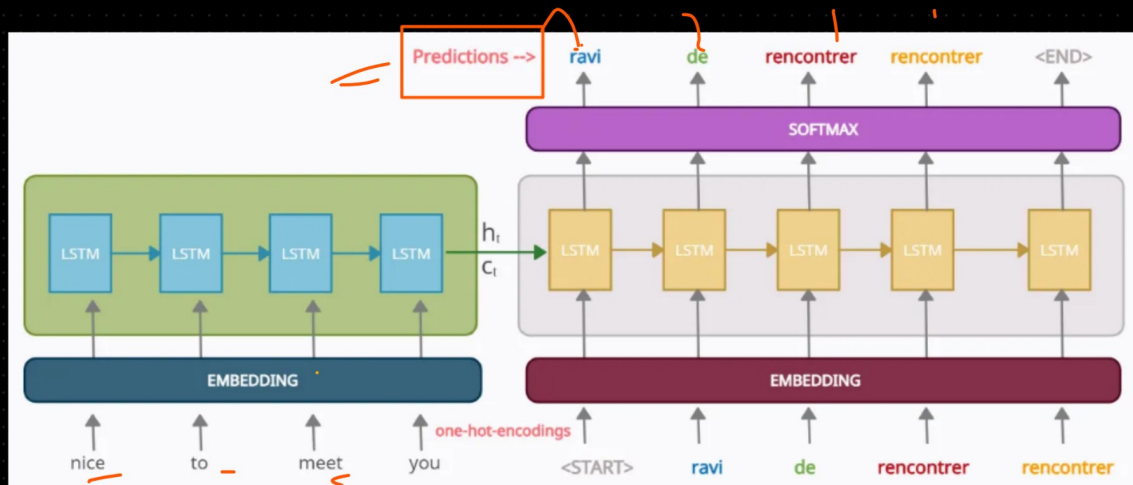 Predictions --> ravi de rencontrer rencontrer <END>
SOFTMAX
LSTM LSTM LSTM LSTM hₜ cₜ LSTM LSTM LSTM LSTM LSTM
EMBEDDING EMBEDDING
one-hot-encodings
nice to meet you <START> ravi de rencontrer rencontrer